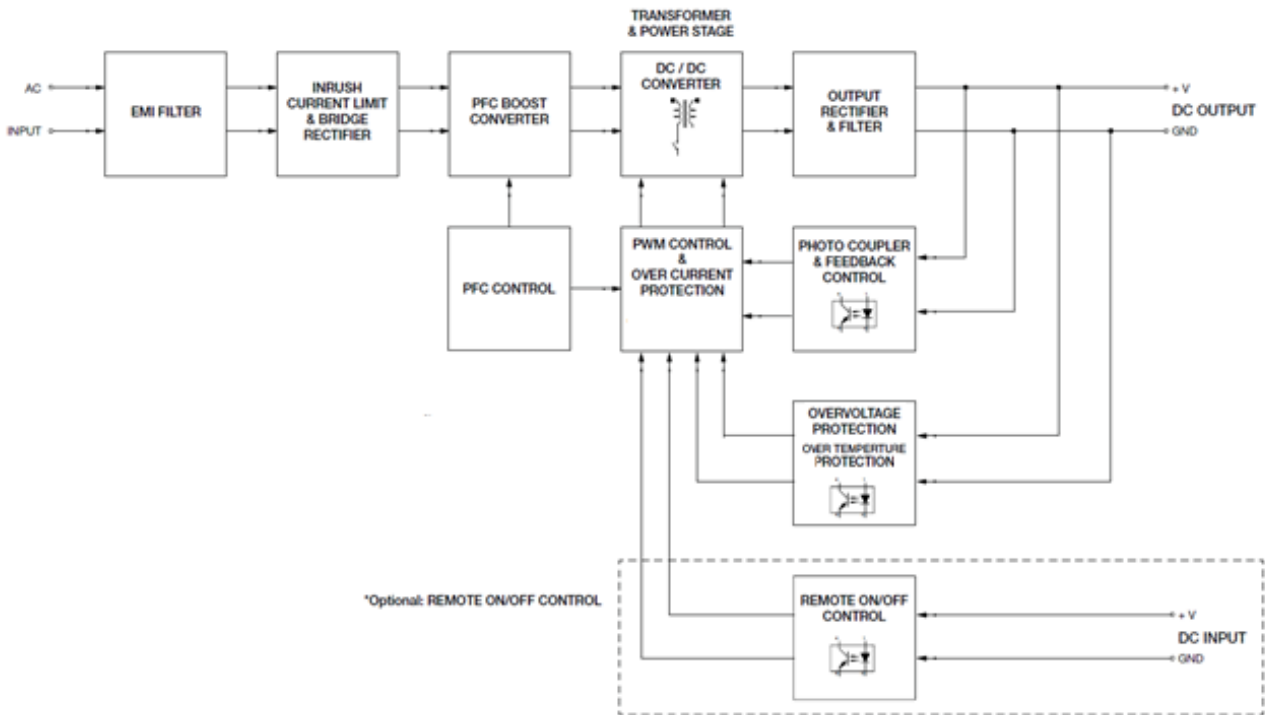 TRANSFORMER
& POWER STAGE
AC
INPUT
EMI FILTER
INRUSH
CURRENT LIMIT
& BRIDGE
RECTIFIER
PFC BOOST
CONVERTER
DC / DC
CONVERTER
OUTPUT
RECTIFIER
& FILTER
+ V
DC OUTPUT
GND
PFC CONTROL
PWM CONTROL
&
OVER CURRENT
PROTECTION
PHOTO COUPLER
& FEEDBACK
CONTROL
OVERVOLTAGE
PROTECTION
OVER TEMPERTURE
PROTECTION
*Optional: REMOTE ON/OFF CONTROL
REMOTE ON/OFF
CONTROL
+ V
DC INPUT
GND